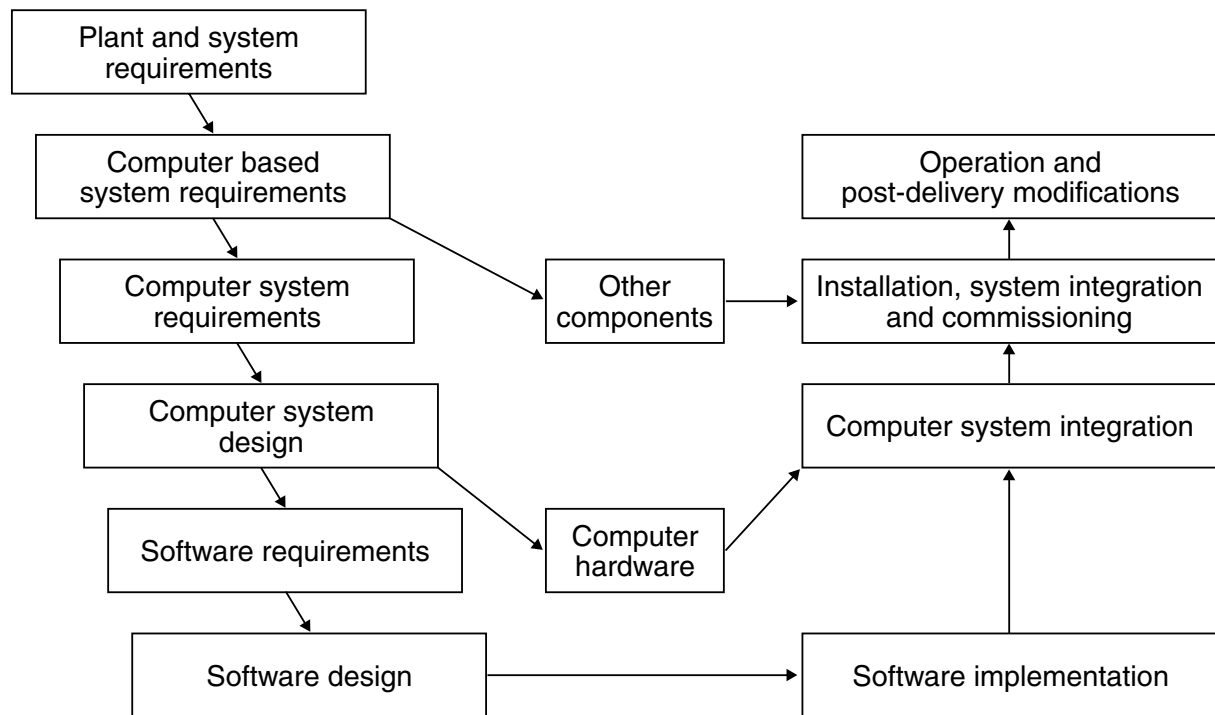 Plant and system
requirements
Computer based
system requirements
Operation and
post-delivery modifications
Computer system
requirements
Other
components
Installation, system integration
and commissioning
Computer system
design
Computer system integration
Software requirements
Computer
hardware
Software design
Software implementation